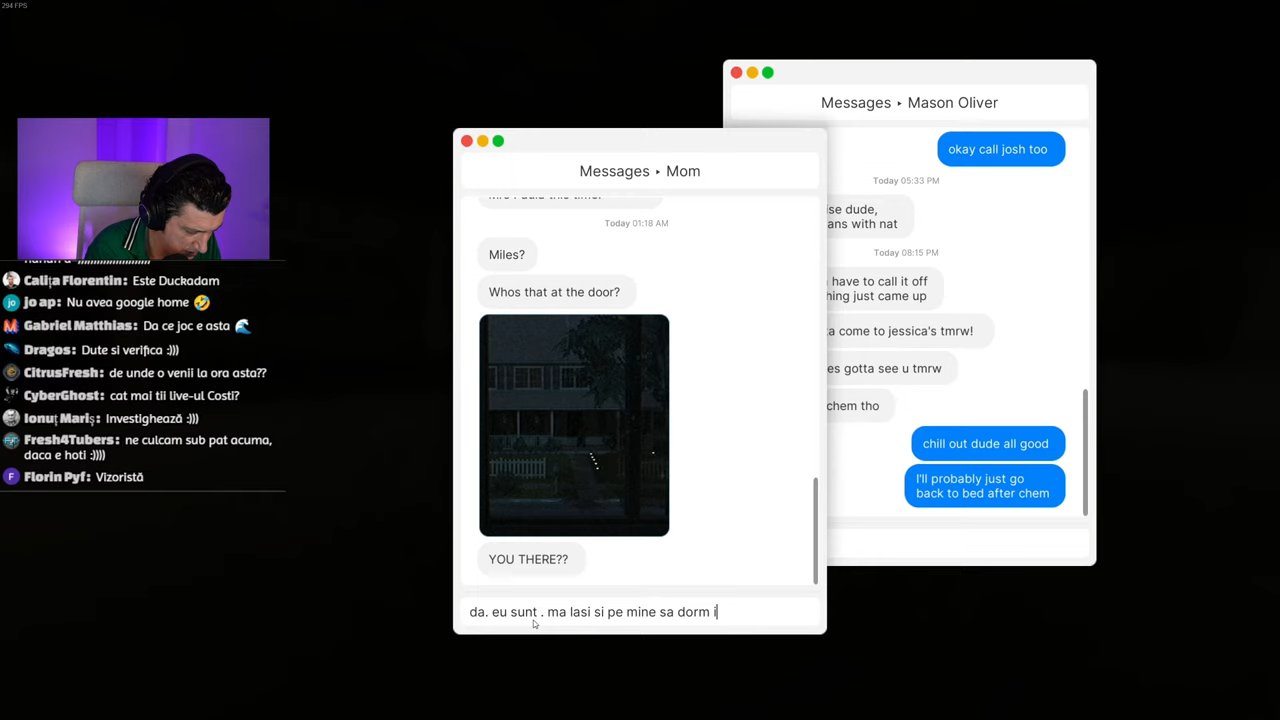 294 FPS
Calița Florentin: Este Duckadam
jo ap: Nu avea google home 🤣
Gabriel Matthias: Da ce joc e asta 🌊
Dragos: Dute si verifica :)))
CitrusFresh: de unde o venii la ora asta??
CyberGhost: cat mai tii live-ul Costi?
Ionuț Mariș: Investighează :)))
Fresh4Tubers: ne culcam sub pat acuma,
daca e hoti :))))
Florin Pyf: Vizoristă
Messages ‣ Mom
Today 01:18 AM
Miles?
Whos that at the door?
YOU THERE??
da. eu sunt . ma lasi si pe mine sa dorm i
Messages ‣ Mason Oliver
okay call josh too
Today 05:33 PM
ise dude,
ans with nat
Today 08:15 PM
have to call it off
hing just came up
ta come to jessica's tmrw!
es gotta see u tmrw
chem tho
chill out dude all good
I'll probably just go
back to bed after chem